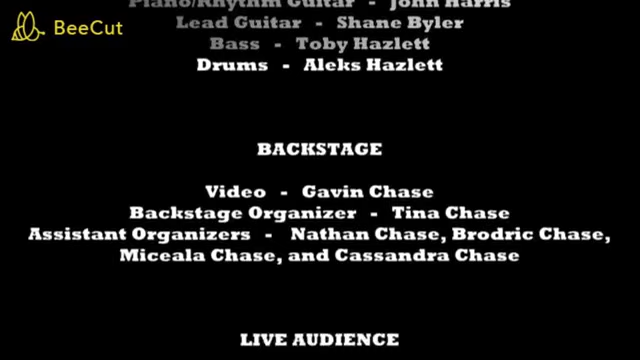 BeeCut
Piano/Rhythm Guitar - John Harris
Lead Guitar - Shane Byler
Bass - Toby Hazlett
Drums - Aleks Hazlett
BACKSTAGE
Video - Gavin Chase
Backstage Organizer - Tina Chase
Assistant Organizers - Nathan Chase, Brodric Chase,
Miceala Chase, and Cassandra Chase
LIVE AUDIENCE